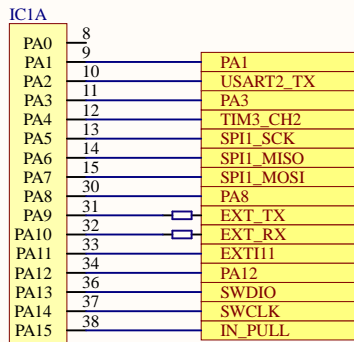 IC1A
PA0 8
PA1 9 PA1
PA2 10 USART2_TX
PA3 11 PA3
PA4 12 TIM3_CH2
PA5 13 SPI1_SCK
PA6 14 SPI1_MISO
PA7 15 SPI1_MOSI
PA8 30 PA8
PA9 31 EXT_TX
PA10 32 EXT_RX
PA11 33 EXTI11
PA12 34 PA12
PA13 36 SWDIO
PA14 37 SWCLK
PA15 38 IN_PULL